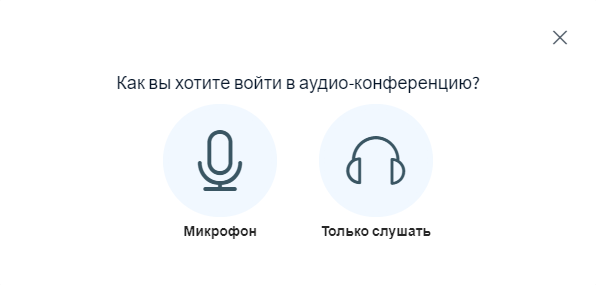 Как вы хотите войти в аудио-конференцию?
Микрофон
Только слушать